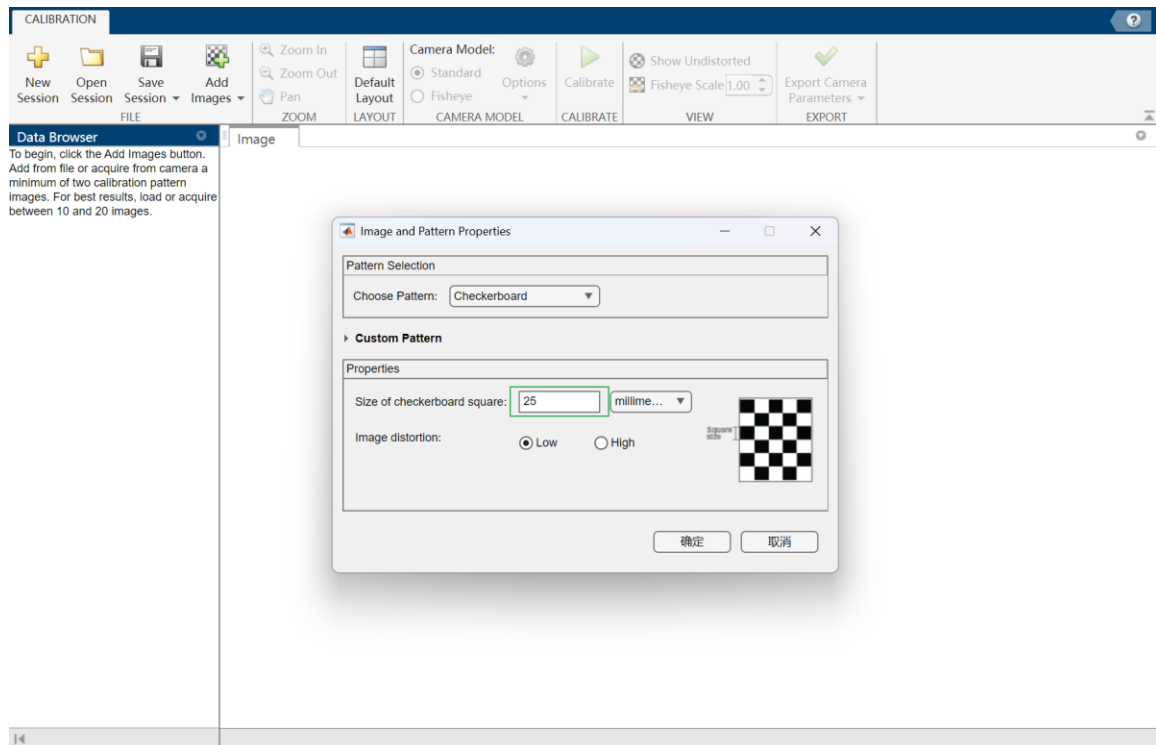 CALIBRATION
?
New Session
Open Session
Save Session
Add Images
FILE
Zoom In
Zoom Out
Pan
ZOOM
Default Layout
LAYOUT
Camera Model:
Standard
Fisheye
Options
CAMERA MODEL
Calibrate
CALIBRATE
Show Undistorted
Fisheye Scale 1.00
VIEW
Export Camera Parameters
EXPORT
Data Browser
To begin, click the Add Images button.
Add from file or acquire from camera a
minimum of two calibration pattern
images. For best results, load or acquire
between 10 and 20 images.
Image
Image and Pattern Properties
Pattern Selection
Choose Pattern: Checkerboard
Custom Pattern
Properties
Size of checkerboard square: 25 millime...
Image distortion: Low High
Square size
确定 取消